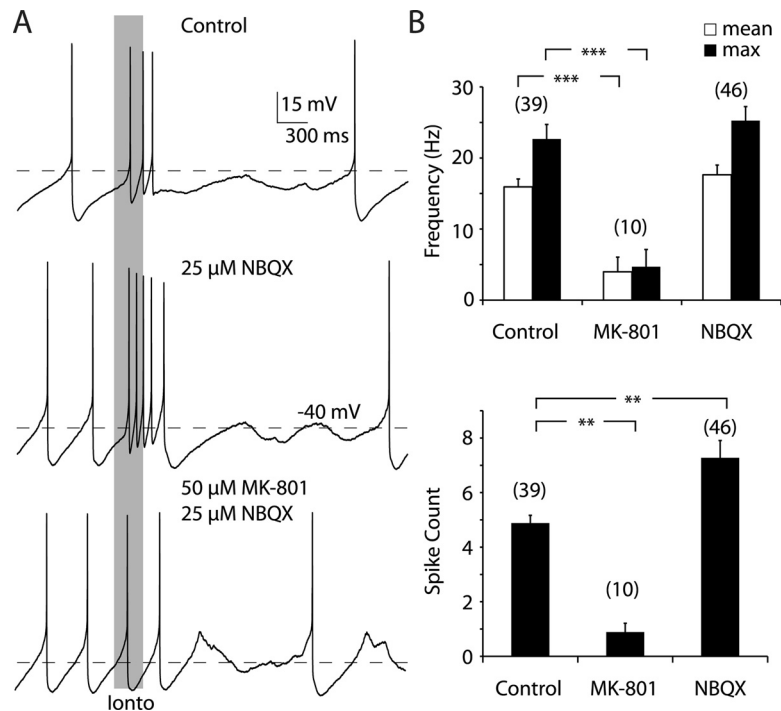 A
Control
15 mV
300 ms
25 μM NBQX
-40 mV
50 μM MK-801
25 μM NBQX
Ionto
B
mean
max
***
***
(39)
(10)
(46)
Frequency (Hz)
30
20
10
0
Control MK-801 NBQX
**
**
(39)
(10)
(46)
Spike Count
8
6
4
2
0
Control MK-801 NBQX